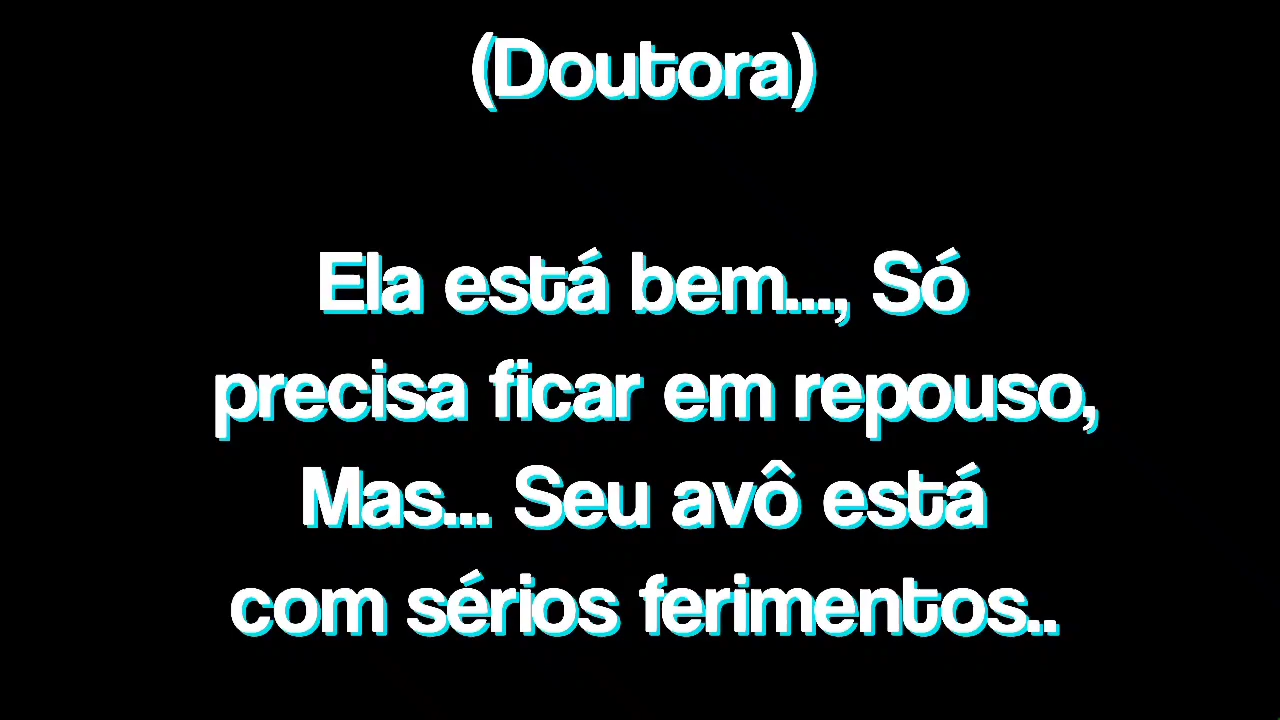 (Doutora)
Ela está bem..., Só
precisa ficar em repouso,
Mas... Seu avô está
com sérios ferimentos..